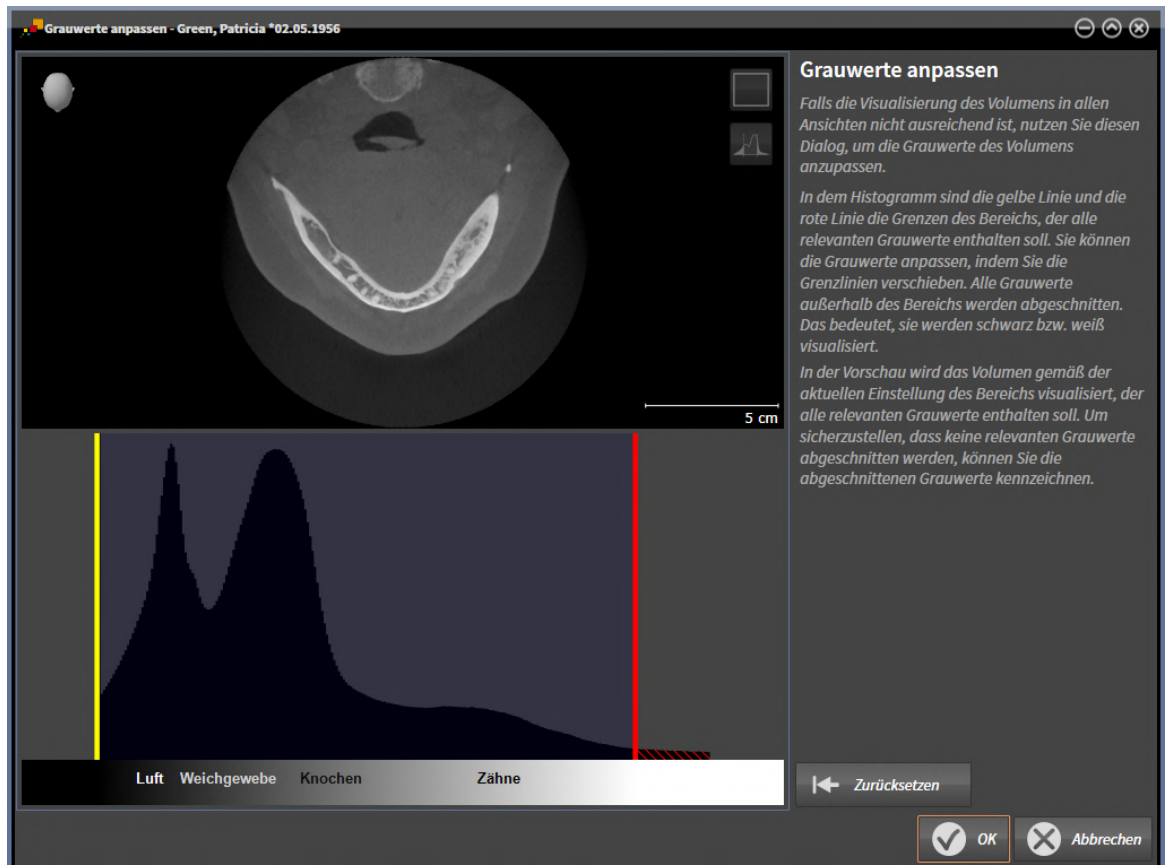 Grauwerte anpassen - Green, Patricia *02.05.1956
Grauwerte anpassen
Falls die Visualisierung des Volumens in allen
Ansichten nicht ausreichend ist, nutzen Sie diesen
Dialog, um die Grauwerte des Volumens
anzupassen.
In dem Histogramm sind die gelbe Linie und die
rote Linie die Grenzen des Bereichs, der alle
relevanten Grauwerte enthalten soll. Sie können
die Grauwerte anpassen, indem Sie die
Grenzlinien verschieben. Alle Grauwerte
außerhalb des Bereichs werden abgeschnitten.
Das bedeutet, sie werden schwarz bzw. weiß
visualisiert.
In der Vorschau wird das Volumen gemäß der
aktuellen Einstellung des Bereichs visualisiert, der
alle relevanten Grauwerte enthalten soll. Um
sicherzustellen, dass keine relevanten Grauwerte
abgeschnitten werden, können Sie die
abgeschnittenen Grauwerte kennzeichnen.
5 cm
Luft Weichgewebe Knochen Zähne
Zurücksetzen
OK Abbrechen